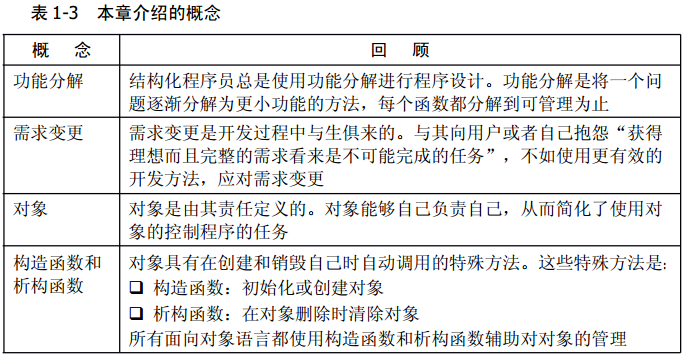 表 1-3 本章介绍的概念
概 念 回 顾
功能分解 结构化程序员总是使用功能分解进行程序设计。功能分解是将一个问
题逐渐分解为更小功能的方法，每个函数都分解到可管理为止
需求变更 需求变更是开发过程中与生俱来的。与其向用户或者自己抱怨“获得
理想而且完整的需求看来是不可能完成的任务”，不如使用更有效的
开发方法，应对需求变更
对象 对象是由其责任定义的。对象能够自己负责自己，从而简化了使用对
象的控制程序的任务
构造函数和 对象具有在创建和销毁自己时自动调用的特殊方法。这些特殊方法是：
析构函数 ❑ 构造函数：初始化或创建对象
❑ 析构函数：在对象删除时清除对象
所有面向对象语言都使用构造函数和析构函数辅助对对象的管理